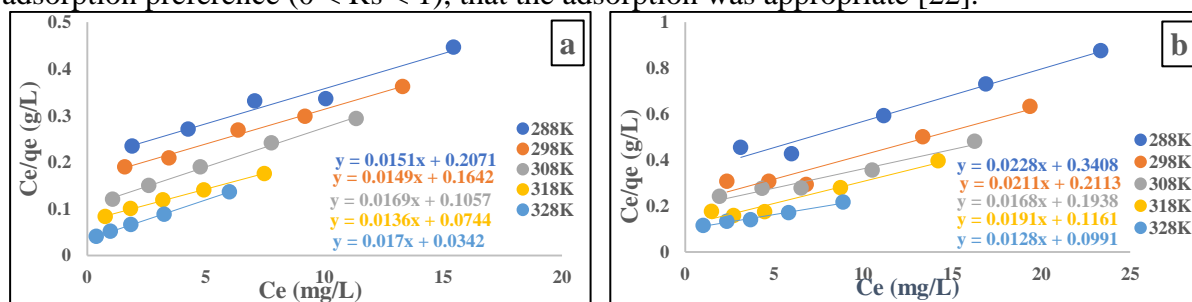 adsorption preference (0 < Rs < 1), that the adsorption was appropriate [22].
a
Ce/qe (g/L)
0.5
0.4
0.3
0.2
0.1
0
0 5 10 15 20
Ce (mg/L)
288K
298K
308K
318K
328K
y = 0.0151x + 0.2071
y = 0.0149x + 0.1642
y = 0.0169x + 0.1057
y = 0.0136x + 0.0744
y = 0.017x + 0.0342
b
Ce/qe (g/L)
1
0.8
0.6
0.4
0.2
0
0 5 10 15 20 25
Ce (mg/L)
288K
298K
308K
318K
328K
y = 0.0228x + 0.3408
y = 0.0211x + 0.2113
y = 0.0168x + 0.1938
y = 0.0191x + 0.1161
y = 0.0128x + 0.0991